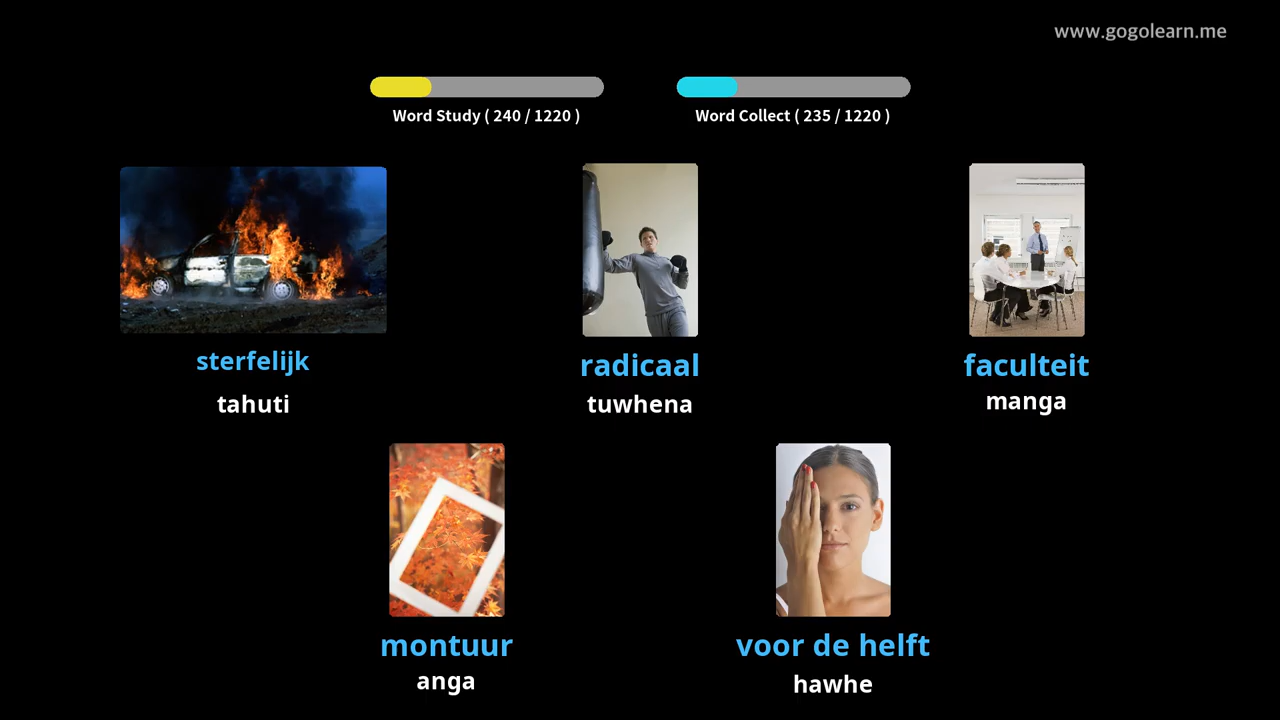 www.gogolearn.me
Word Study ( 240 / 1220 )
Word Collect ( 235 / 1220 )
sterfelijk
tahuti
radicaal
tuwhena
faculteit
manga
montuur
anga
voor de helft
hawhe